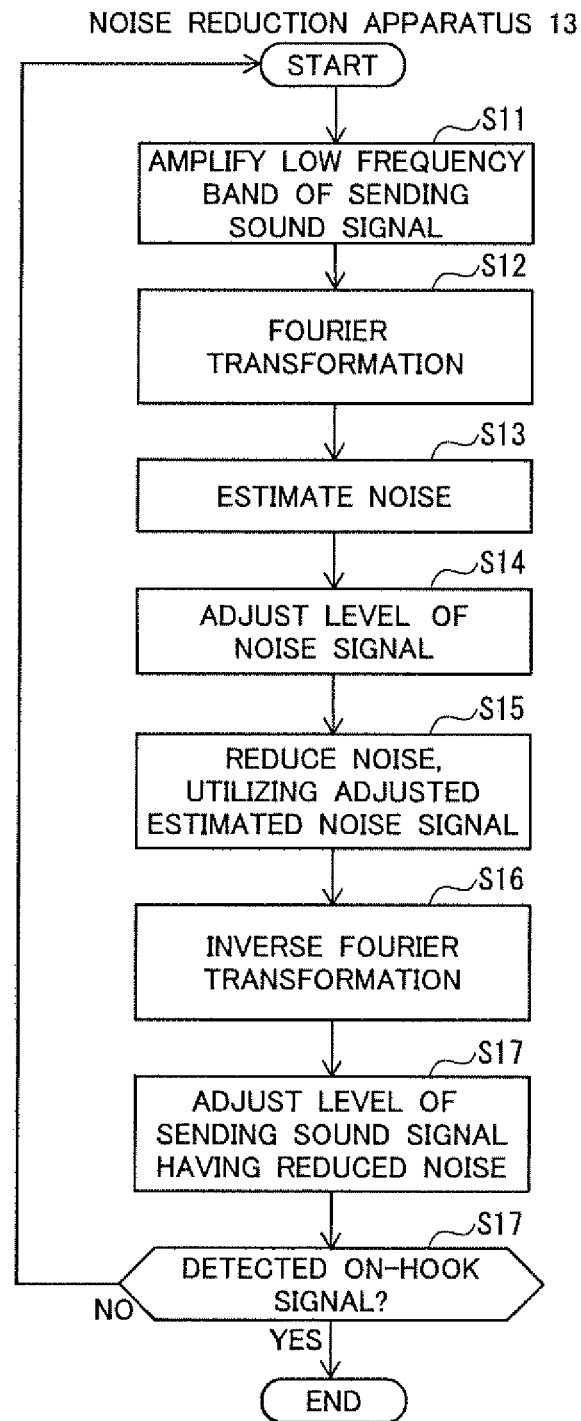 NOISE REDUCTION APPARATUS 13
START
S11
AMPLIFY LOW FREQUENCY
BAND OF SENDING
SOUND SIGNAL
S12
FOURIER
TRANSFORMATION
S13
ESTIMATE NOISE
S14
ADJUST LEVEL OF
NOISE SIGNAL
S15
REDUCE NOISE,
UTILIZING ADJUSTED
ESTIMATED NOISE SIGNAL
S16
INVERSE FOURIER
TRANSFORMATION
S17
ADJUST LEVEL OF
SENDING SOUND SIGNAL
HAVING REDUCED NOISE
S17
DETECTED ON-HOOK
SIGNAL?
NO
YES
END